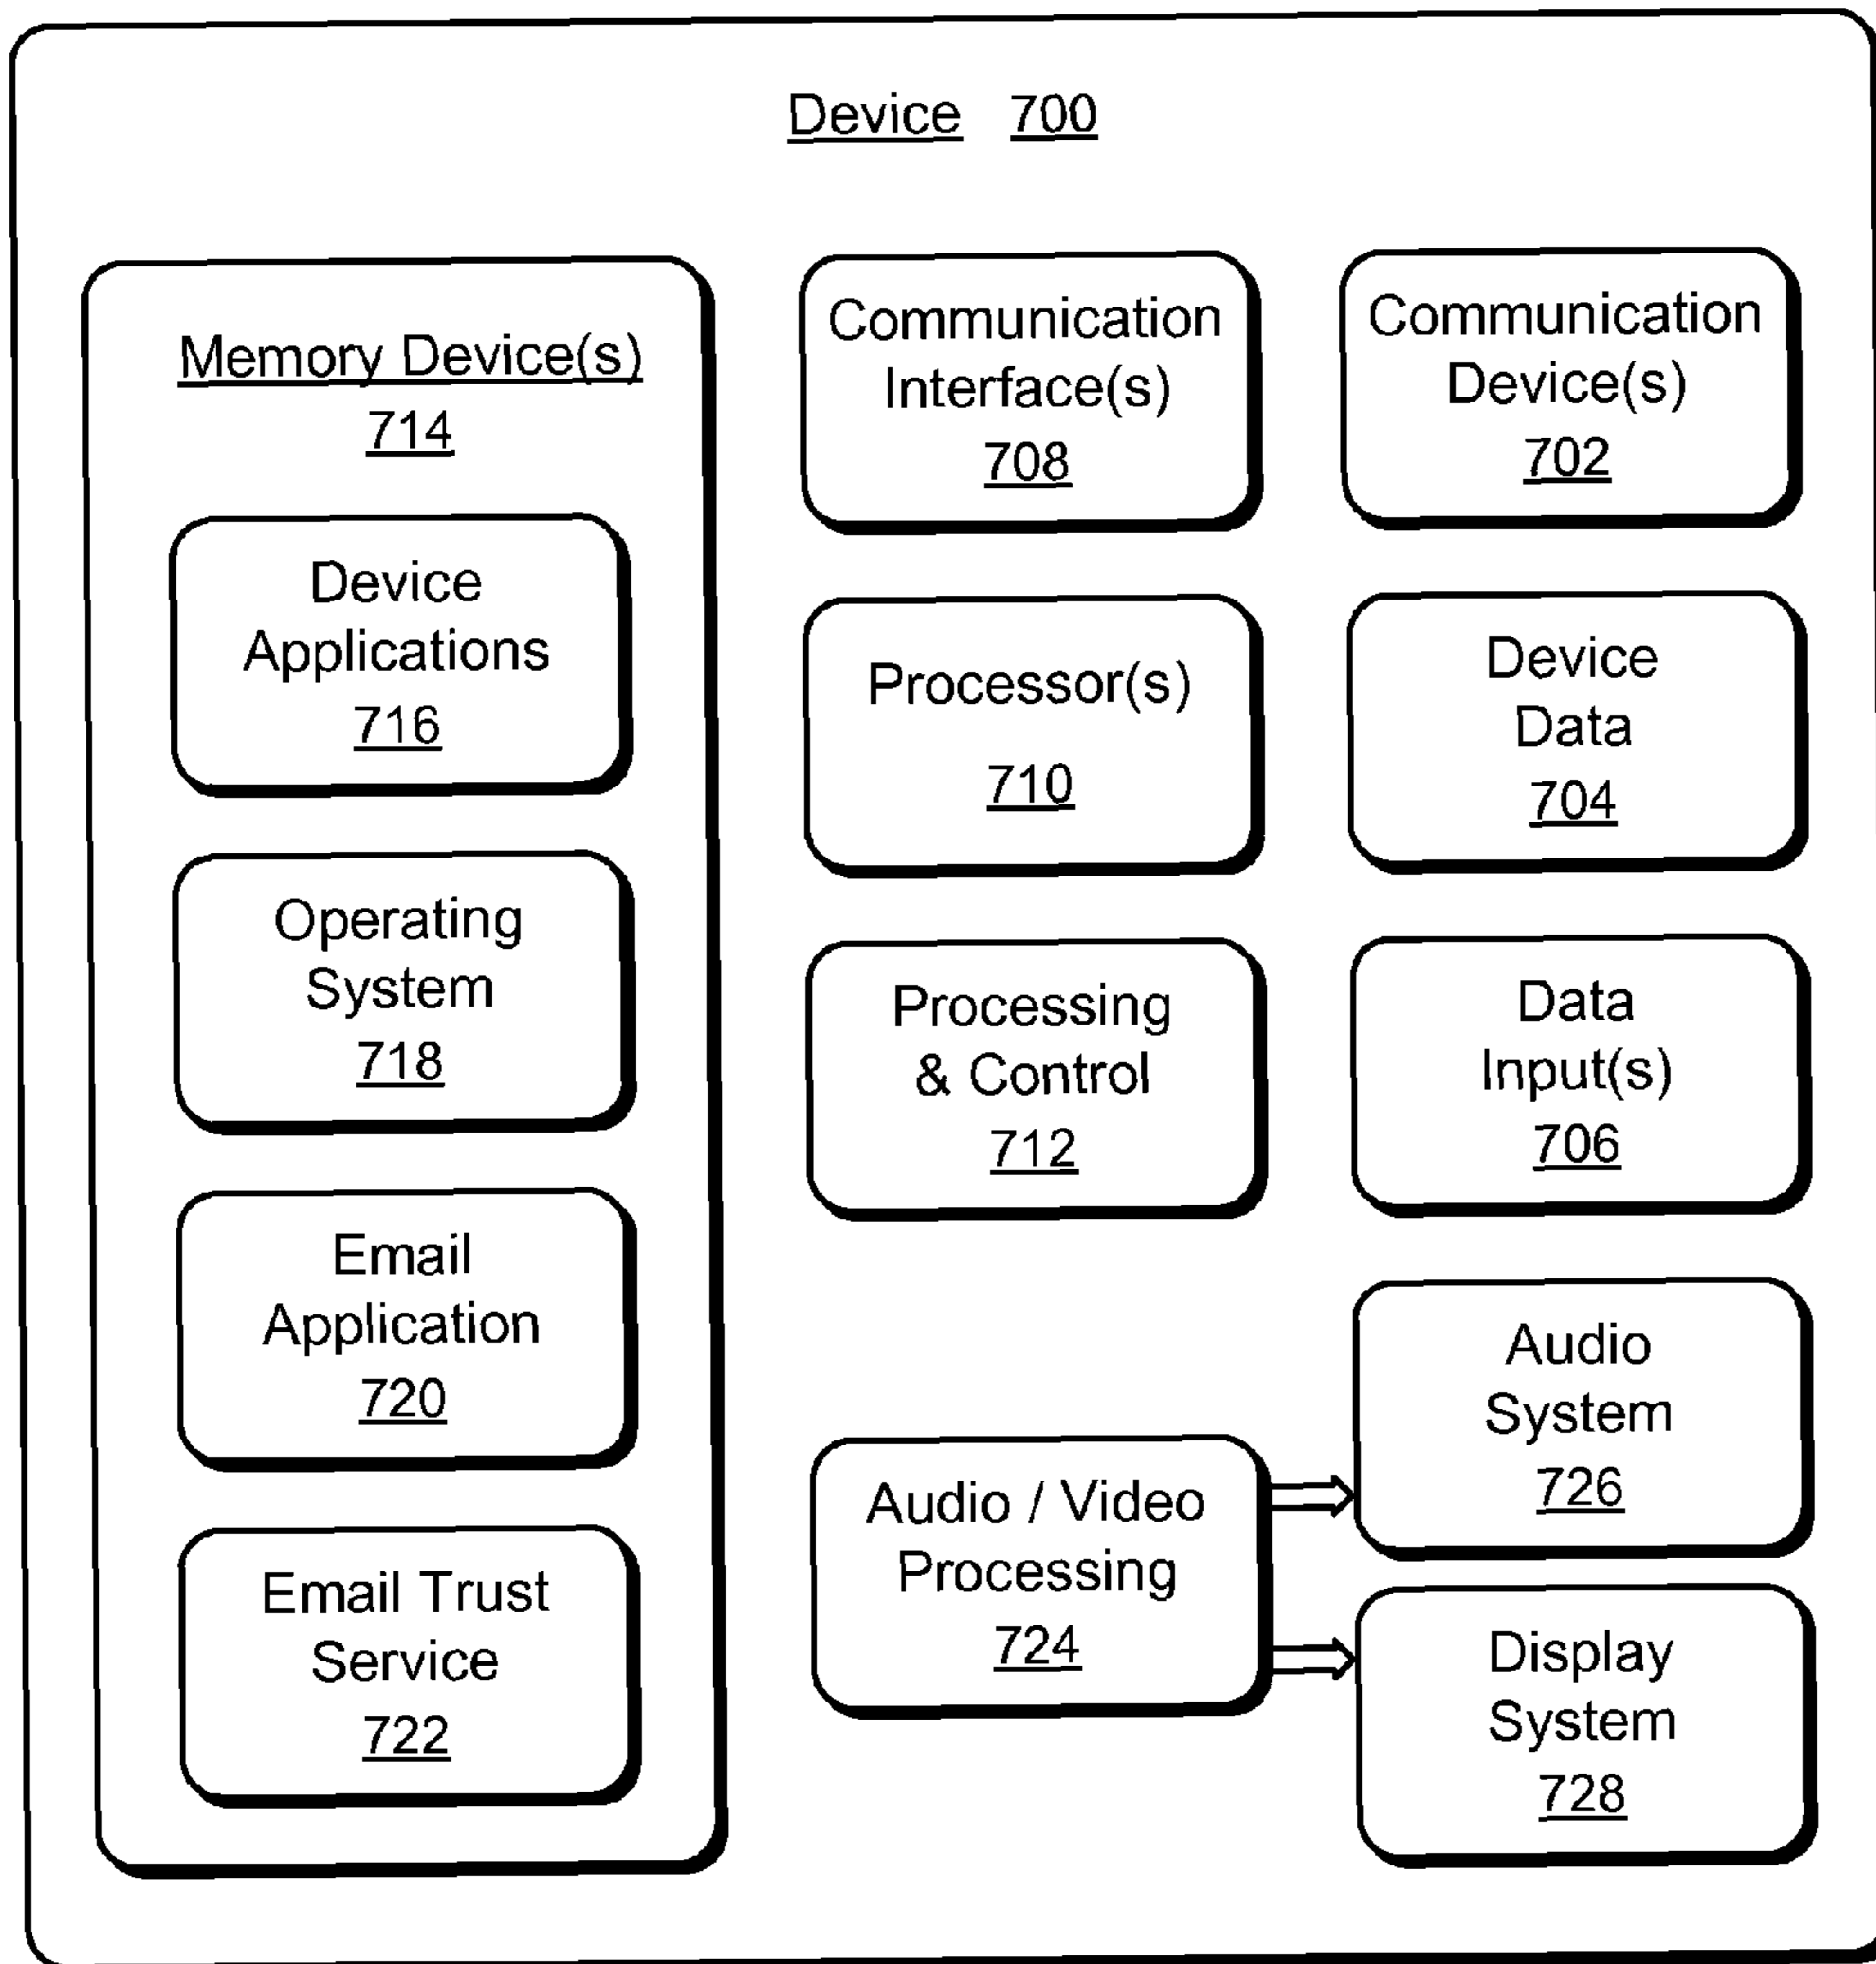 Device 700
Memory Device(s)
714
Device
Applications
716
Operating
System
718
Email
Application
720
Email Trust
Service
722
Communication
Interface(s)
708
Processor(s)
710
Processing
& Control
712
Audio / Video
Processing
724
Communication
Device(s)
702
Device
Data
704
Data
Input(s)
706
Audio
System
726
Display
System
728